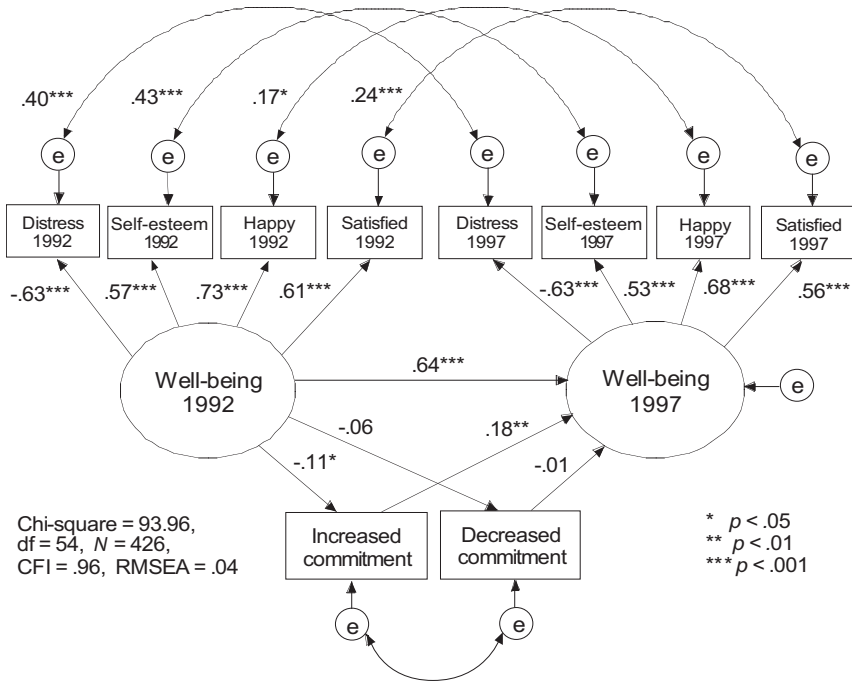 .40***
.43***
.17*
.24***
e
e
e
e
e
e
e
e
Distress
1992
Self-esteem
1992
Happy
1992
Satisfied
1992
Distress
1997
Self-esteem
1997
Happy
1997
Satisfied
1997
-.63***
.57***
.73***
.61***
-.63***
.53***
.68***
.56***
Well-being
1992
.64***
Well-being
1997
e
-.06
.18**
-.11*
-.01
Chi-square = 93.96,
df = 54, N = 426,
CFI = .96, RMSEA = .04
Increased
commitment
Decreased
commitment
* p < .05
** p < .01
*** p < .001
e
e